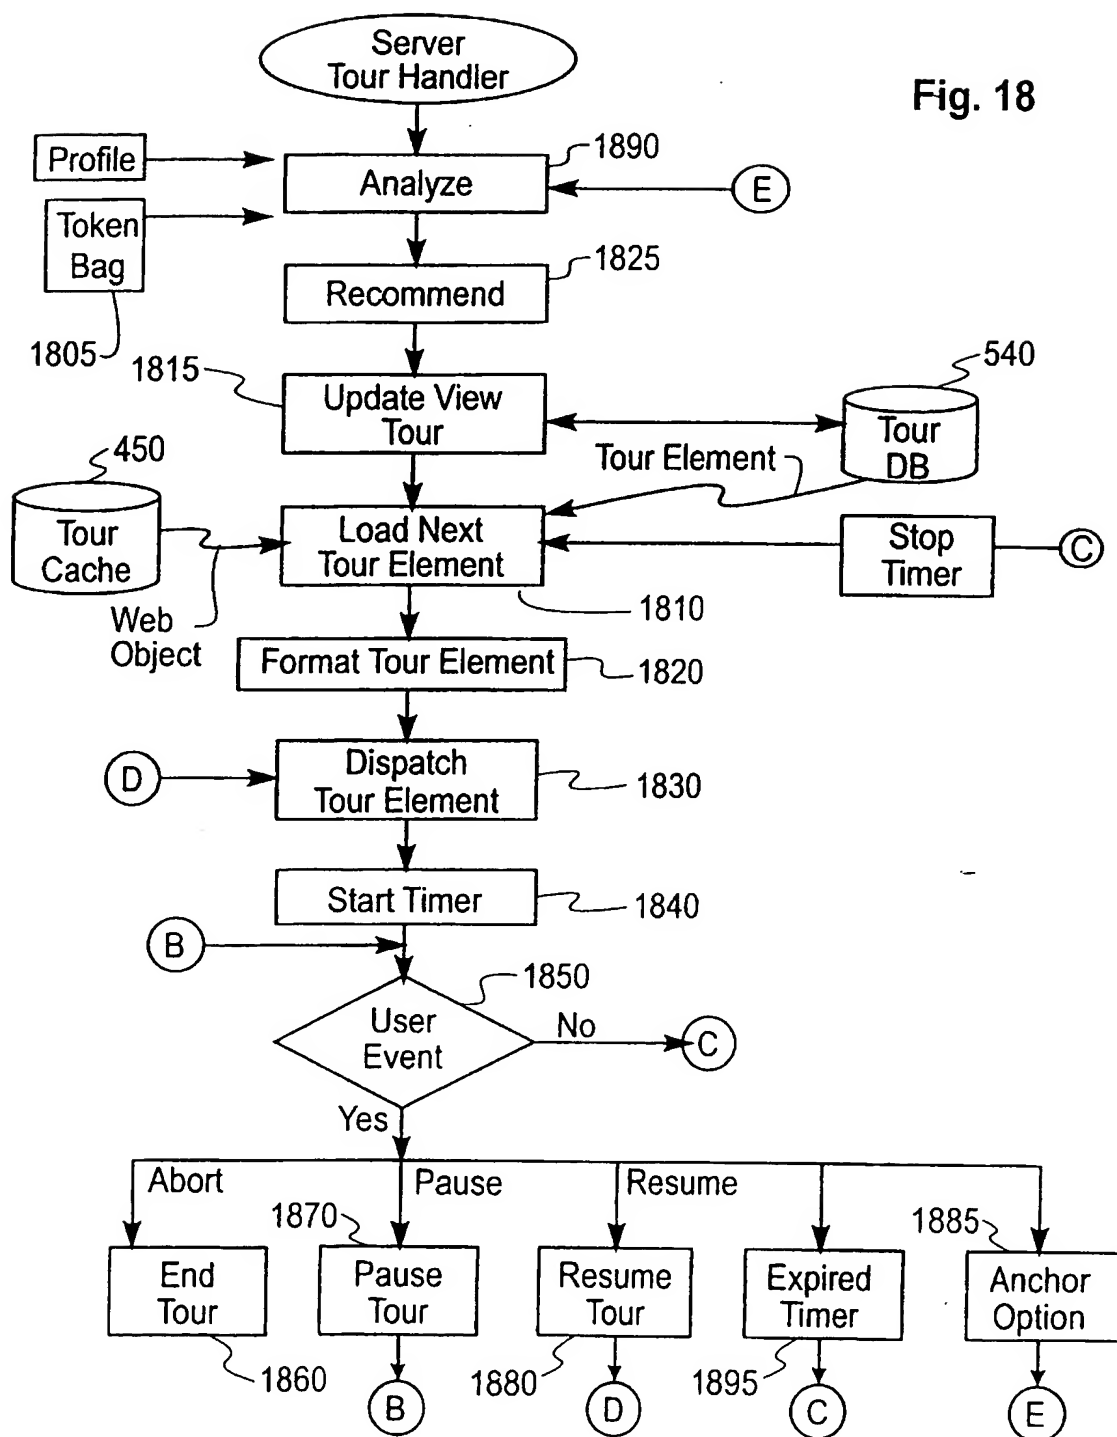 Server
Tour Handler
Fig. 18
Profile
1890
Analyze
E
Token
Bag
1825
Recommend
1805
1815
540
Update View
Tour
Tour
DB
Tour Element
450
Tour
Cache
Load Next
Tour Element
Stop
Timer
C
Web
Object
1810
Format Tour Element
1820
D
Dispatch
Tour Element
1830
Start Timer
1840
B
1850
User
Event
No
C
Yes
Abort
Pause
Resume
1870
1885
End
Tour
Pause
Tour
Resume
Tour
Expired
Timer
Anchor
Option
1860
1880
1895
B
D
C
E